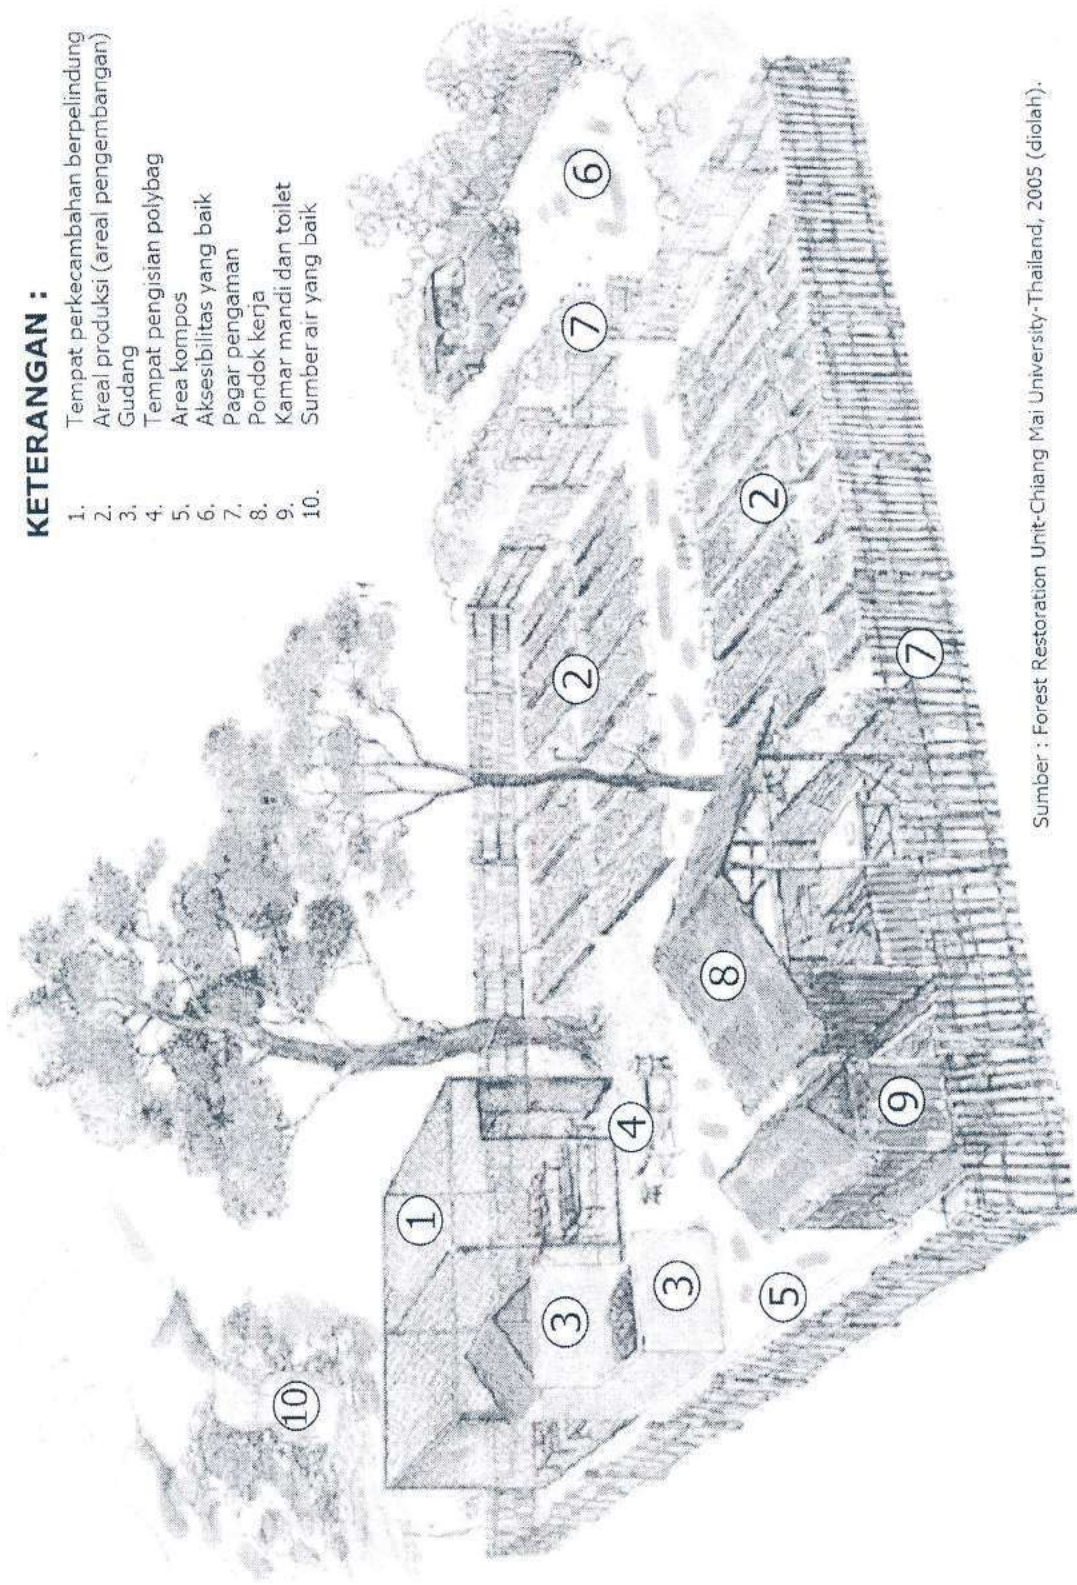 KETERANGAN :
1. Tempat perkecambahan berpelindung
2. Areal produksi (areal pengembangan)
3. Gudang
4. Tempat pengisian polybag
5. Area kompos
6. Aksesibilitas yang baik
7. Pagar pengaman
8. Pondok kerja
9. Kamar mandi dan toilet
10. Sumber air yang baik
10
1
3
3
5
4
9
8
2
2
7
7
6
Sumber : Forest Restoration Unit-Chiang Mai University-Thailand, 2005 (diolah).